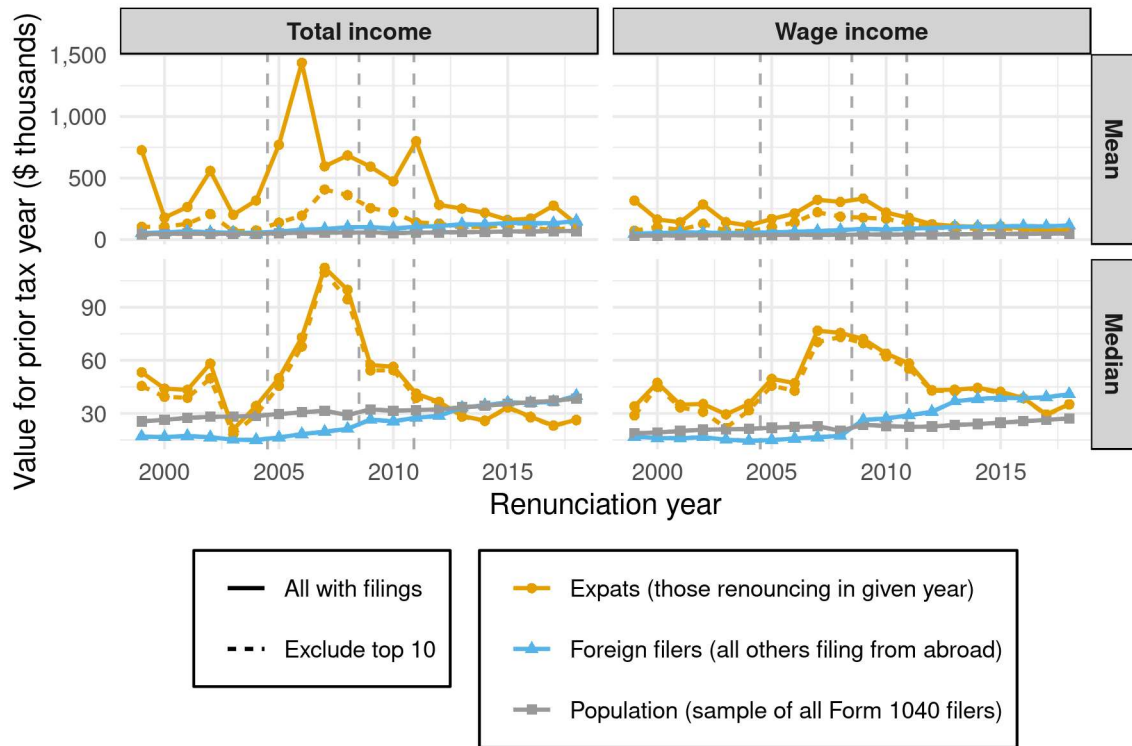 Total income
Wage income
Value for prior tax year ($ thousands)
1,500
1,000
500
0
Mean
90
60
30
Median
2000
2005
2010
2015
2000
2005
2010
2015
Renunciation year
All with filings
Exclude top 10
Expats (those renouncing in given year)
Foreign filers (all others filing from abroad)
Population (sample of all Form 1040 filers)